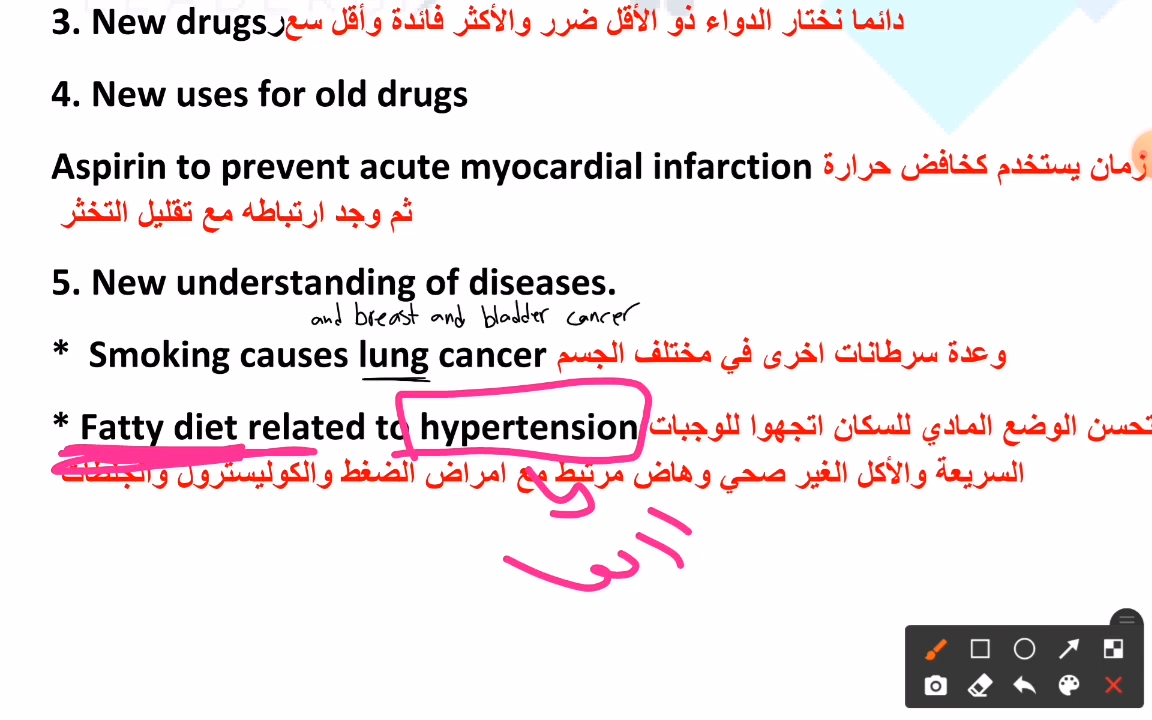 LEADERS
3. New drugs دائما نختار الدواء ذو الأقل ضرر والأكثر فائدة وأقل سعر
4. New uses for old drugs
Aspirin to prevent acute myocardial infarction زمان يستخدم كخافض حرارة
ثم وجد ارتباطه مع تقليل التخثر
5. New understanding of diseases.
and breast and bladder cancer
* Smoking causes lung cancer وعدة سرطانات اخرى في مختلف الجسم
* Fatty diet related to hypertension تحسن الوضع المادي للسكان اتجهوا للوجبات
السريعة والأكل الغير صحي وهاض مرتبط مع امراض الضغط والكوليسترول والجلطات